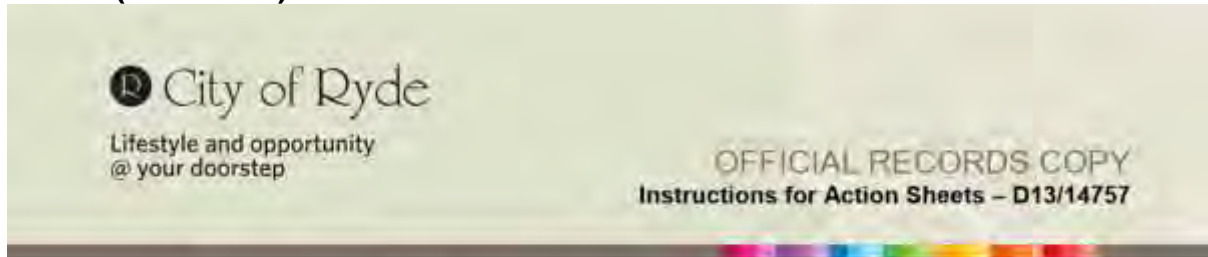 City of Ryde
Lifestyle and opportunity
@ your doorstep
OFFICIAL RECORDS COPY
Instructions for Action Sheets – D13/14757